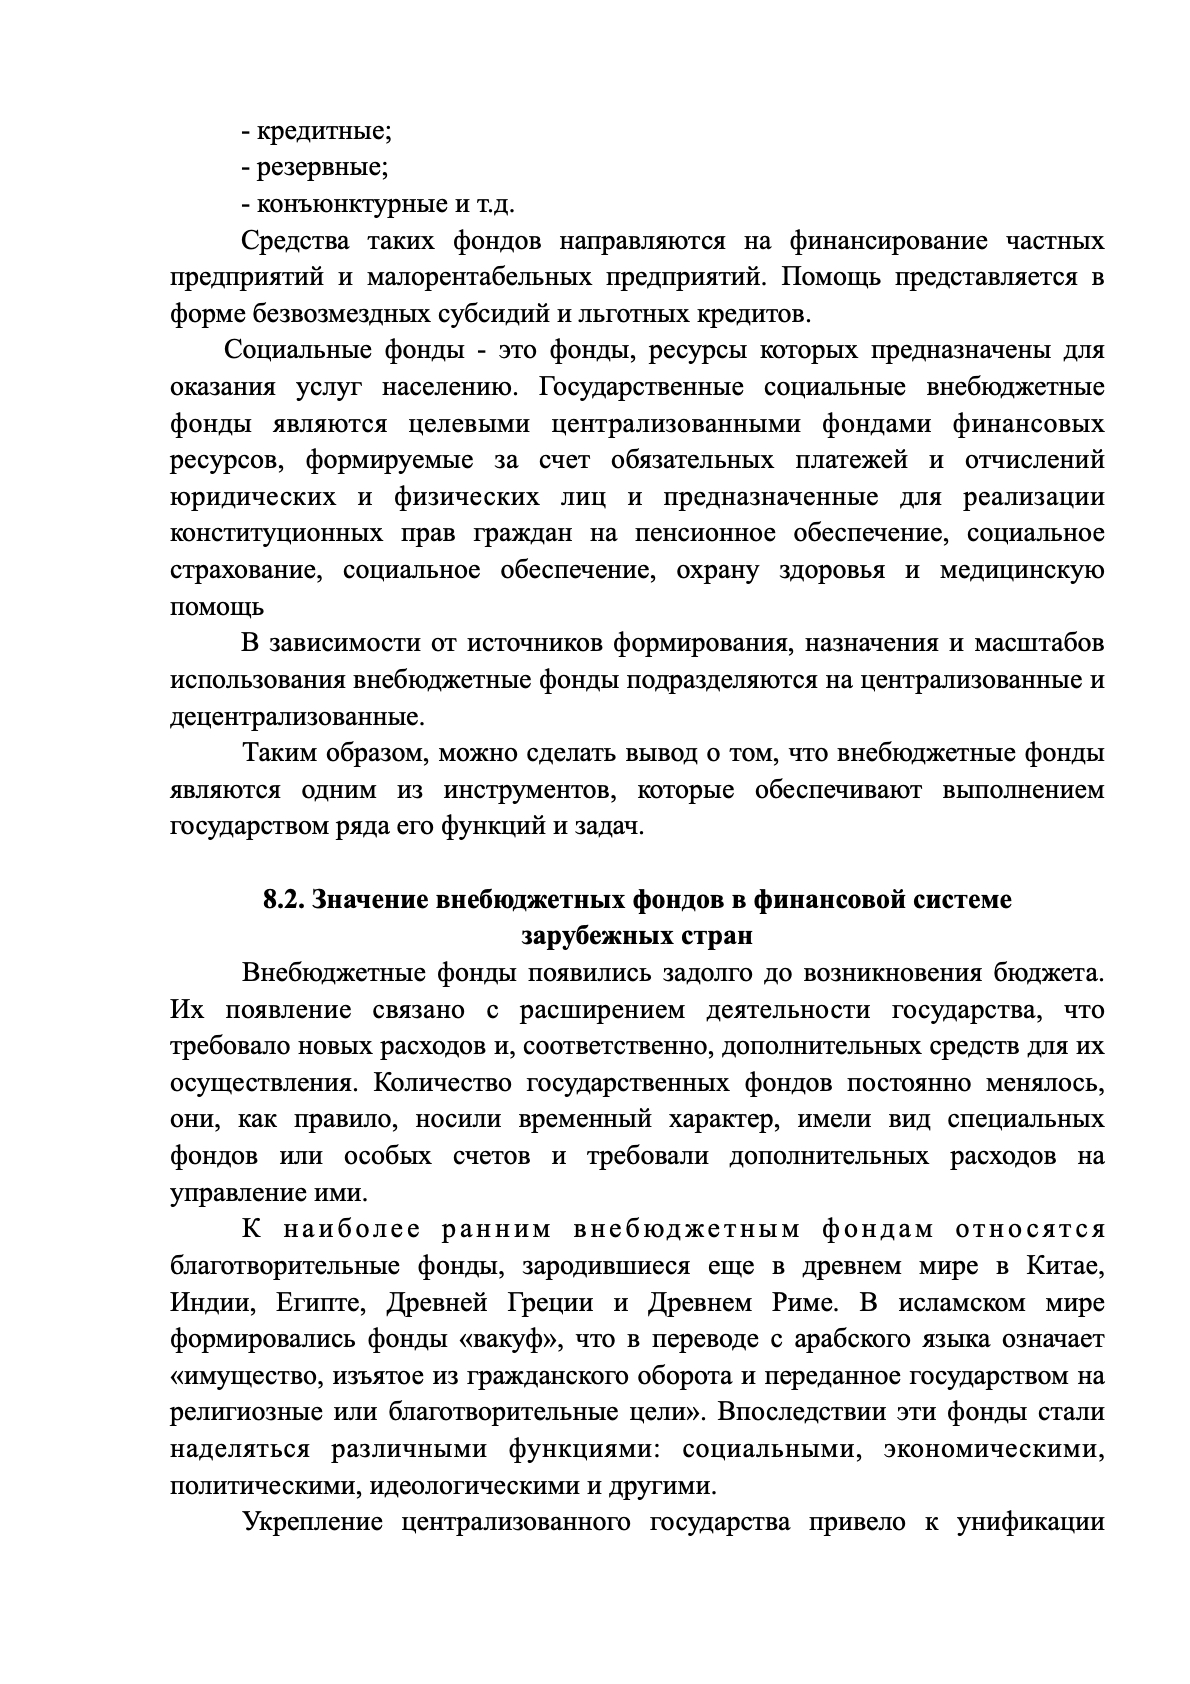 - кредитные;
- резервные;
- конъюнктурные и т.д.
Средства таких фондов направляются на финансирование частных
предприятий и малорентабельных предприятий. Помощь представляется в
форме безвозмездных субсидий и льготных кредитов.
Социальные фонды - это фонды, ресурсы которых предназначены для
оказания услуг населению. Государственные социальные внебюджетные
фонды являются целевыми централизованными фондами финансовых
ресурсов, формируемые за счет обязательных платежей и отчислений
юридических и физических лиц и предназначенные для реализации
конституционных прав граждан на пенсионное обеспечение, социальное
страхование, социальное обеспечение, охрану здоровья и медицинскую
помощь
В зависимости от источников формирования, назначения и масштабов
использования внебюджетные фонды подразделяются на централизованные и
децентрализованные.
Таким образом, можно сделать вывод о том, что внебюджетные фонды
являются одним из инструментов, которые обеспечивают выполнением
государством ряда его функций и задач.
8.2. Значение внебюджетных фондов в финансовой системе
зарубежных стран
Внебюджетные фонды появились задолго до возникновения бюджета.
Их появление связано с расширением деятельности государства, что
требовало новых расходов и, соответственно, дополнительных средств для их
осуществления. Количество государственных фондов постоянно менялось,
они, как правило, носили временный характер, имели вид специальных
фондов или особых счетов и требовали дополнительных расходов на
управление ими.
К наиболее ранним внебюджетным фондам относятся
благотворительные фонды, зародившиеся еще в древнем мире в Китае,
Индии, Египте, Древней Греции и Древнем Риме. В исламском мире
формировались фонды «вакуф», что в переводе с арабского языка означает
«имущество, изъятое из гражданского оборота и переданное государством на
религиозные или благотворительные цели». Впоследствии эти фонды стали
наделяться различными функциями: социальными, экономическими,
политическими, идеологическими и другими.
Укрепление централизованного государства привело к унификации